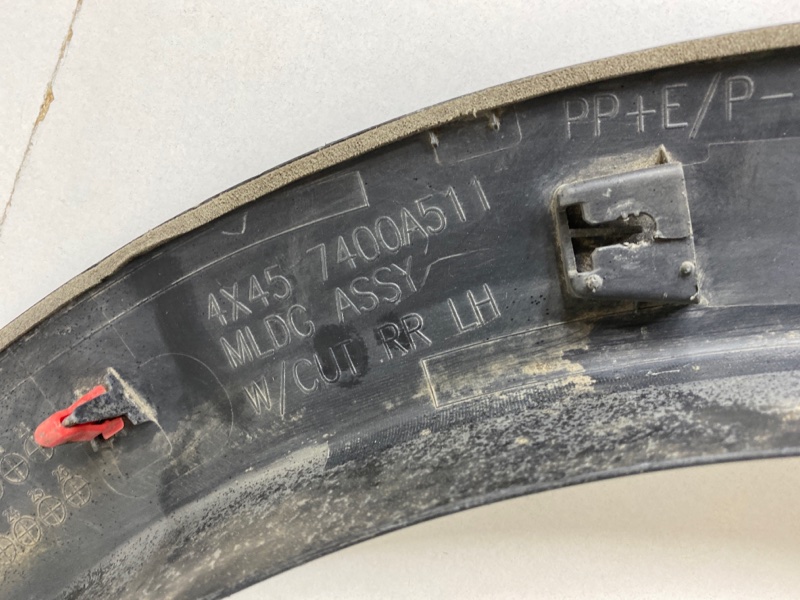 PP+E/P-
4X45 7400A511
MLDG ASSY-
W/CUT RR LH